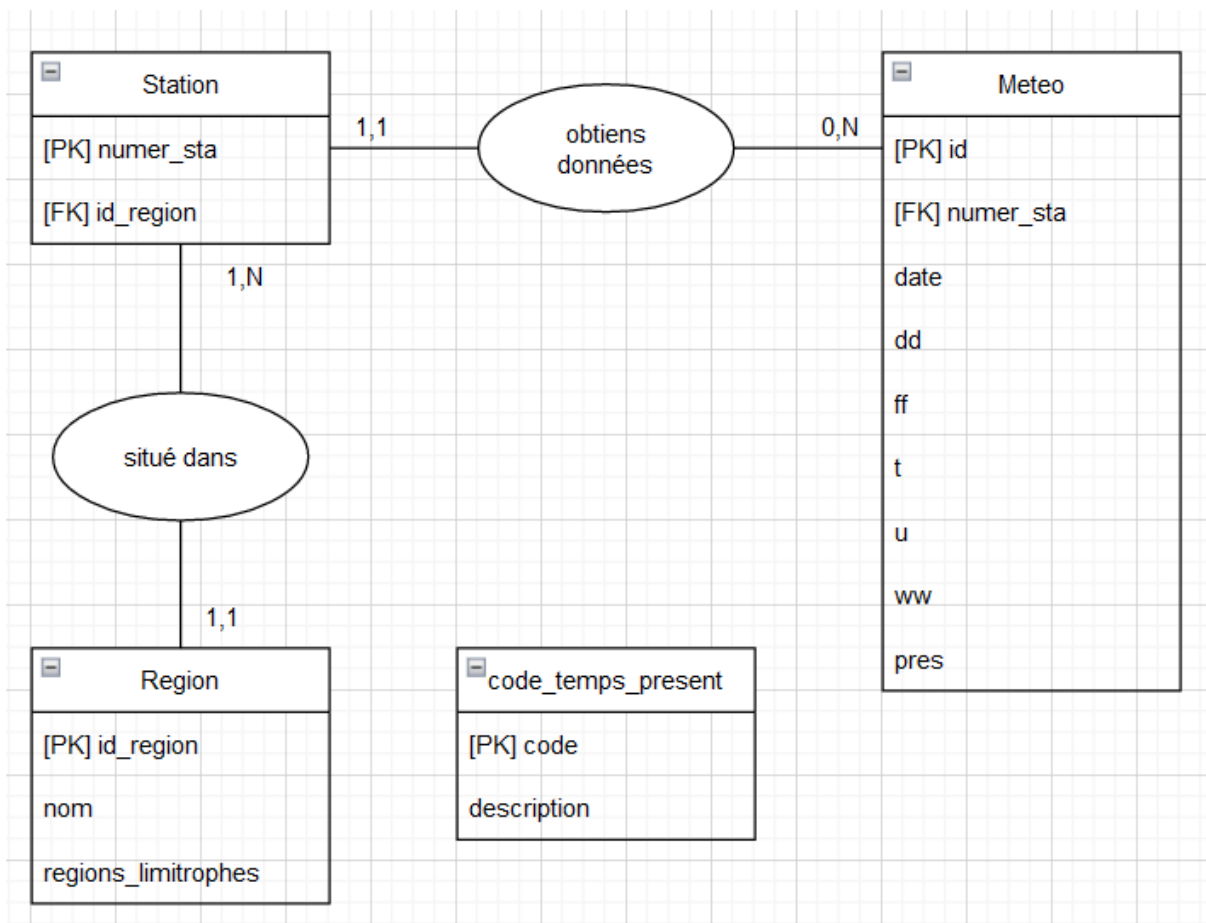 Station
[PK] numer_sta
[FK] id_region
1,1
obtiens
données
0,N
Meteo
[PK] id
[FK] numer_sta
date
dd
ff
t
u
ww
pres
1,N
situé dans
1,1
Region
[PK] id_region
nom
regions_limitrophes
code_temps_present
[PK] code
description